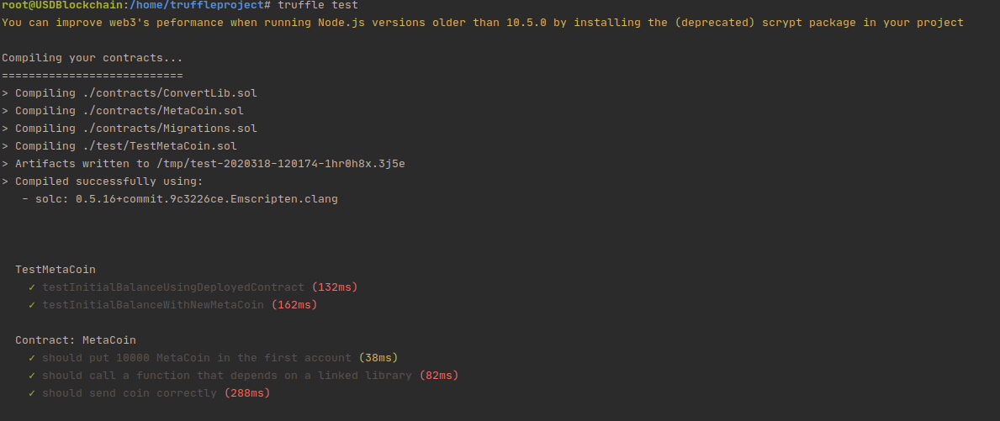 root@USDBlockchain:/home/truffleproject# truffle test
You can improve web3's peformance when running Node.js versions older than 10.5.0 by installing the (deprecated) scrypt package in your project
Compiling your contracts...
===========================
> Compiling ./contracts/ConvertLib.sol
> Compiling ./contracts/MetaCoin.sol
> Compiling ./contracts/Migrations.sol
> Compiling ./test/TestMetaCoin.sol
> Artifacts written to /tmp/test-2020318-120174-1hr0h8x.3j5e
> Compiled successfully using:
- solc: 0.5.16+commit.9c3226ce.Emscripten.clang
TestMetaCoin
✓ testInitialBalanceUsingDeployedContract (132ms)
✓ testInitialBalanceWithNewMetaCoin (162ms)
Contract: MetaCoin
✓ should put 10000 MetaCoin in the first account (38ms)
✓ should call a function that depends on a linked library (82ms)
✓ should send coin correctly (288ms)